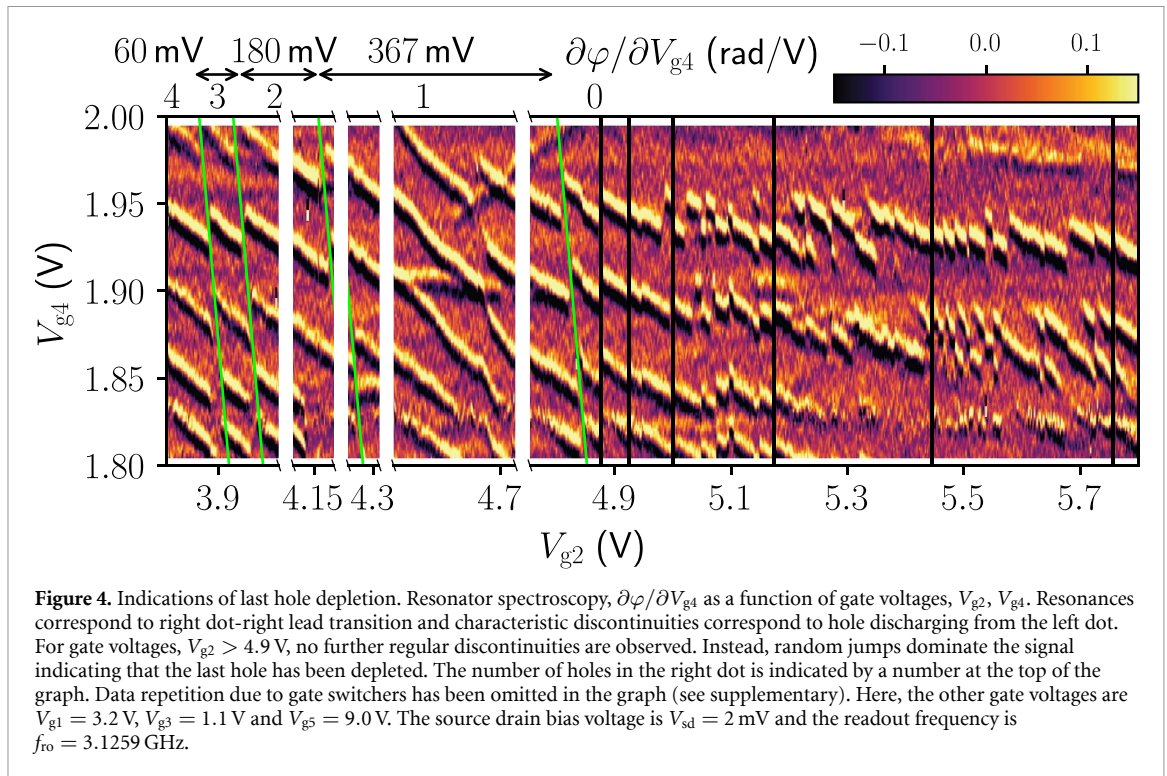 60 mV 180 mV 367 mV ∂φ/∂Vg4 (rad/V) −0.1 0.0 0.1
4 3 2 1 0
2.00
1.95
1.90
1.85
1.80
Vg4 (V)
3.9 4.15 4.3 4.7 4.9 5.1 5.3 5.5 5.7
Vg2 (V)
Figure 4. Indications of last hole depletion. Resonator spectroscopy, ∂φ/∂Vg4 as a function of gate voltages, Vg2, Vg4. Resonances
correspond to right dot-right lead transition and characteristic discontinuities correspond to hole discharging from the left dot.
For gate voltages, Vg2 > 4.9 V, no further regular discontinuities are observed. Instead, random jumps dominate the signal
indicating that the last hole has been depleted. The number of holes in the right dot is indicated by a number at the top of the
graph. Data repetition due to gate switchers has been omitted in the graph (see supplementary). Here, the other gate voltages are
Vg1 = 3.2 V, Vg3 = 1.1 V and Vg5 = 9.0 V. The source drain bias voltage is Vsd = 2 mV and the readout frequency is
fro = 3.1259 GHz.